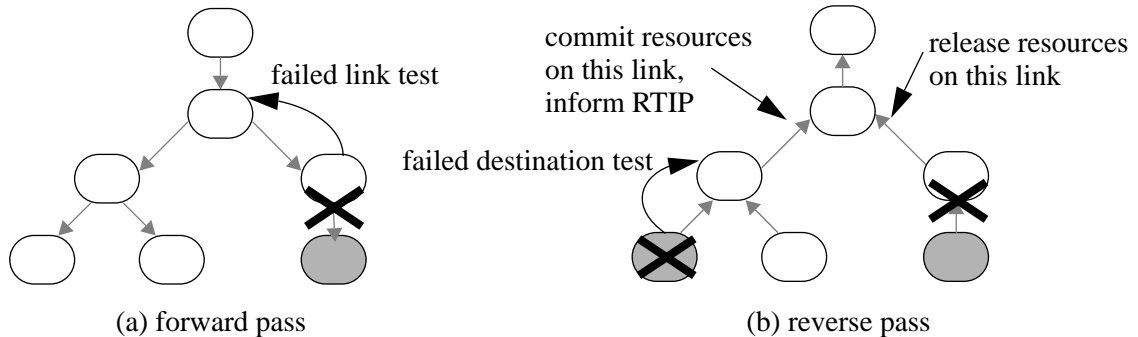 failed link test
(a) forward pass
commit resources
on this link,
inform RTIP
release resources
on this link
failed destination test
(b) reverse pass